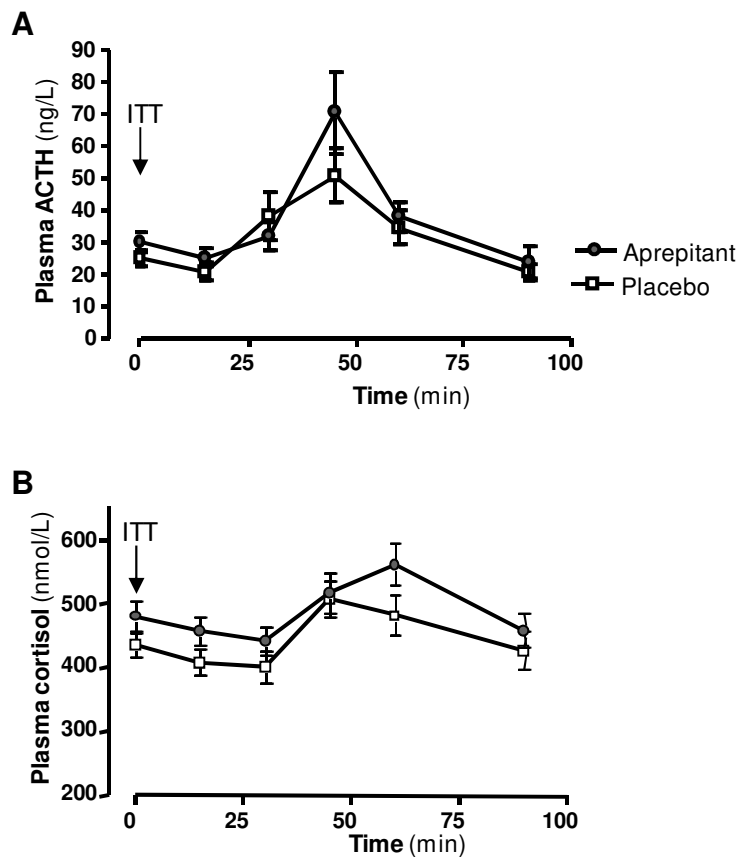 A
90
80
70
60
50
40
30
20
10
0
Plasma ACTH (ng/L)
ITT
Aprepitant
Placebo
0 25 50 75 100
Time (min)
B
600
500
400
300
200
Plasma cortisol (nmol/L)
ITT
0 25 50 75 100
Time (min)